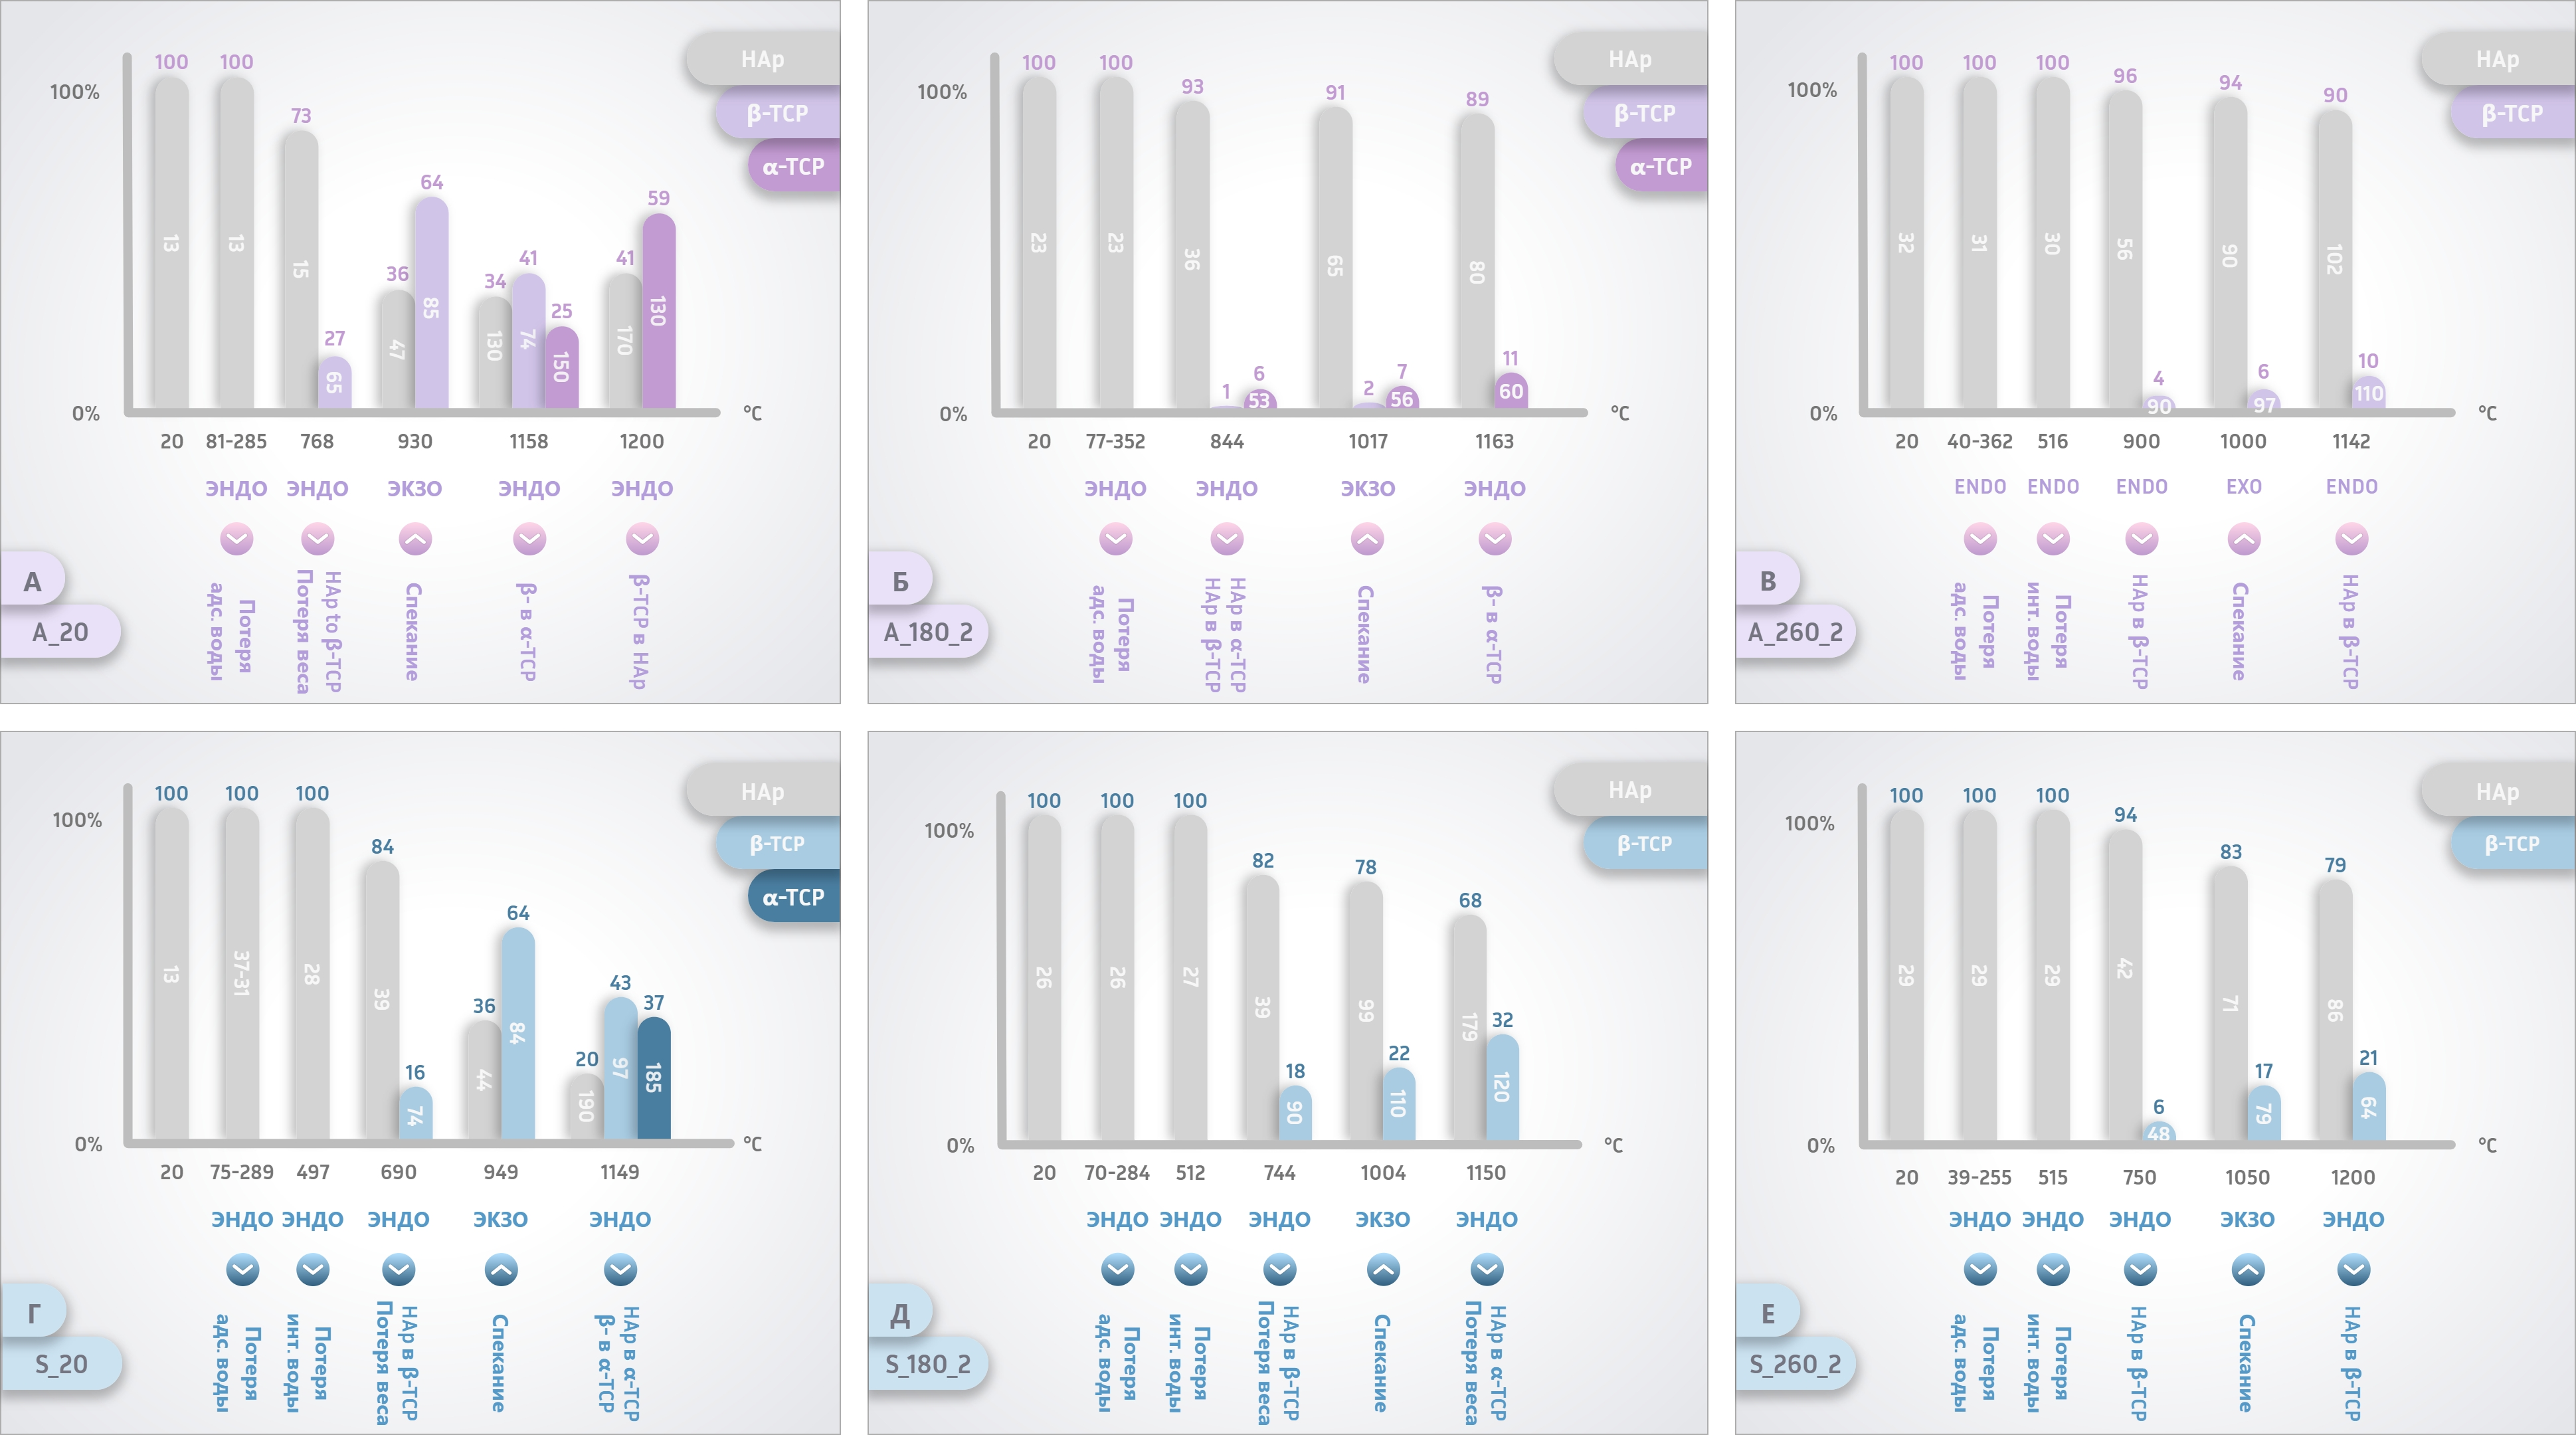 100 100 73 27 36 64 34 41 25 41 59
100%
13 13 15 65 47 85 130 74 150 170 130
0%
20 81-285 768 930 1158 1200 °C
ЭНДО ЭНДО ЭКЗО ЭНДО ЭНДО
Потеря
адс. воды
HAp to β-TCP
Потеря веса
Спекание
β- в α-TCP
β-TCP в HAp
HAp
β-TCP
α-TCP
А
A_20
100 100 93 1 6 91 2 7 89 11
100%
23 23 36 53 65 56 80 60
0%
20 77-352 844 1017 1163 °C
ЭНДО ЭНДО ЭКЗО ЭНДО
Потеря
адс. воды
HAp в α-TCP
HAp в β-TCP
Спекание
β- в α-TCP
HAp
β-TCP
α-TCP
Б
A_180_2
100 100 100 96 4 94 6 90 10
100%
32 31 30 56 90 90 97 102 110
0%
20 40-362 516 900 1000 1142 °C
ENDO ENDO ENDO EXO ENDO
Потеря
адс. воды
Потеря
инт. воды
HAp в β-TCP
Спекание
HAp в β-TCP
HAp
β-TCP
В
A_260_2
100 100 100 84 16 36 64 20 43 37
100%
13 37-31 28 39 74 44 84 190 97 185
0%
20 75-289 497 690 949 1149 °C
ЭНДО ЭНДО ЭНДО ЭКЗО ЭНДО
Потеря
адс. воды
Потеря
инт. воды
HAp в β-TCP
Потеря веса
Спекание
HAp в α-TCP
β- в α-TCP
HAp
β-TCP
α-TCP
Г
S_20
100 100 100 82 18 78 22 68 32
100%
26 26 27 39 90 99 110 179 120
0%
20 70-284 512 744 1004 1150 °C
ЭНДО ЭНДО ЭНДО ЭКЗО ЭНДО
Потеря
адс. воды
Потеря
инт. воды
HAp в β-TCP
Потеря веса
Спекание
HAp в α-TCP
Потеря веса
HAp
β-TCP
Д
S_180_2
100 100 100 94 6 83 17 79 21
100%
29 29 29 42 48 71 79 86 64
0%
20 39-255 515 750 1050 1200 °C
ЭНДО ЭНДО ЭНДО ЭКЗО ЭНДО
Потеря
адс. воды
Потеря
инт. воды
HAp в β-TCP
Спекание
HAp в β-TCP
HAp
β-TCP
Е
S_260_2